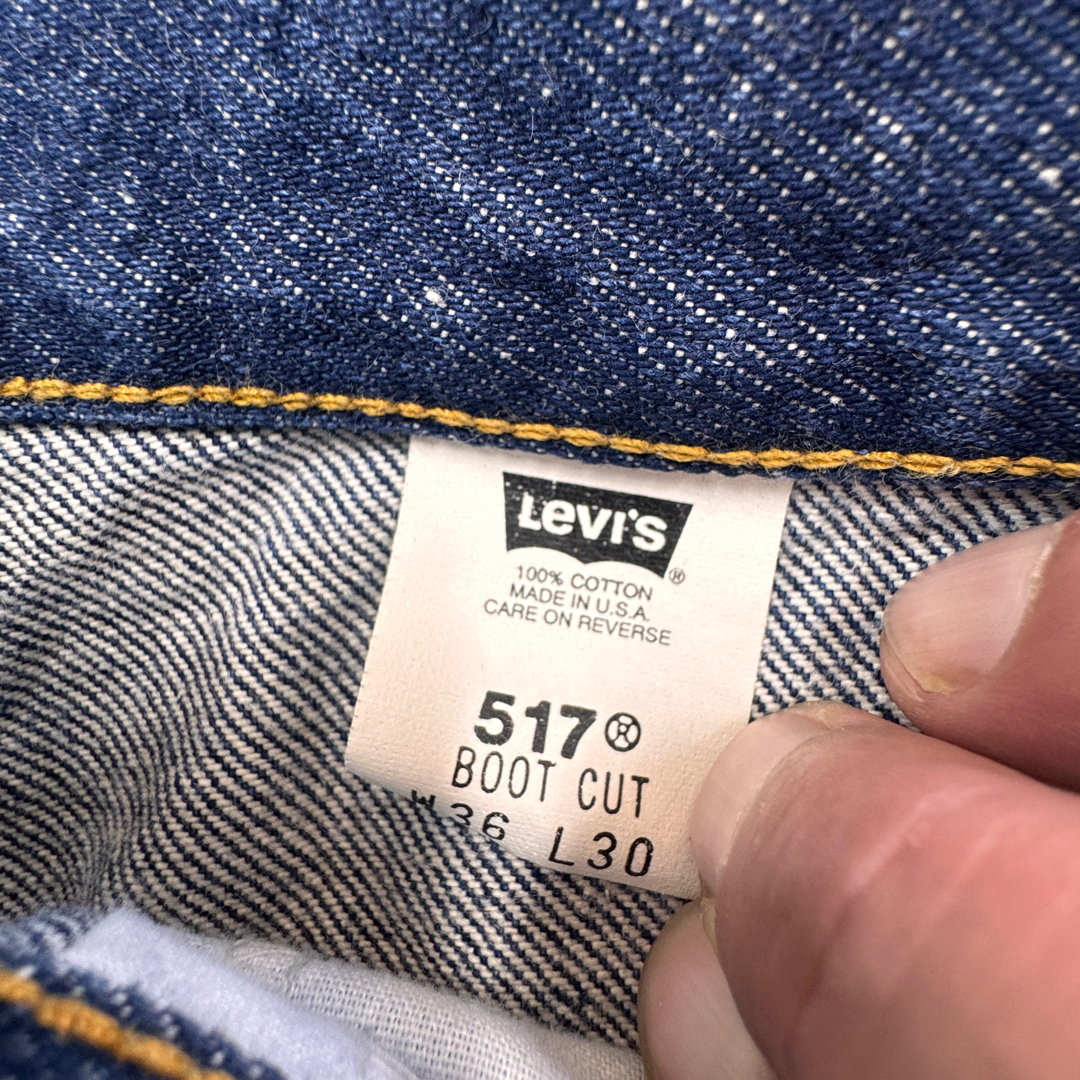 Levi's ®
100% COTTON
MADE IN U.S.A.
CARE ON REVERSE
517®
BOOT CUT
W36 L30